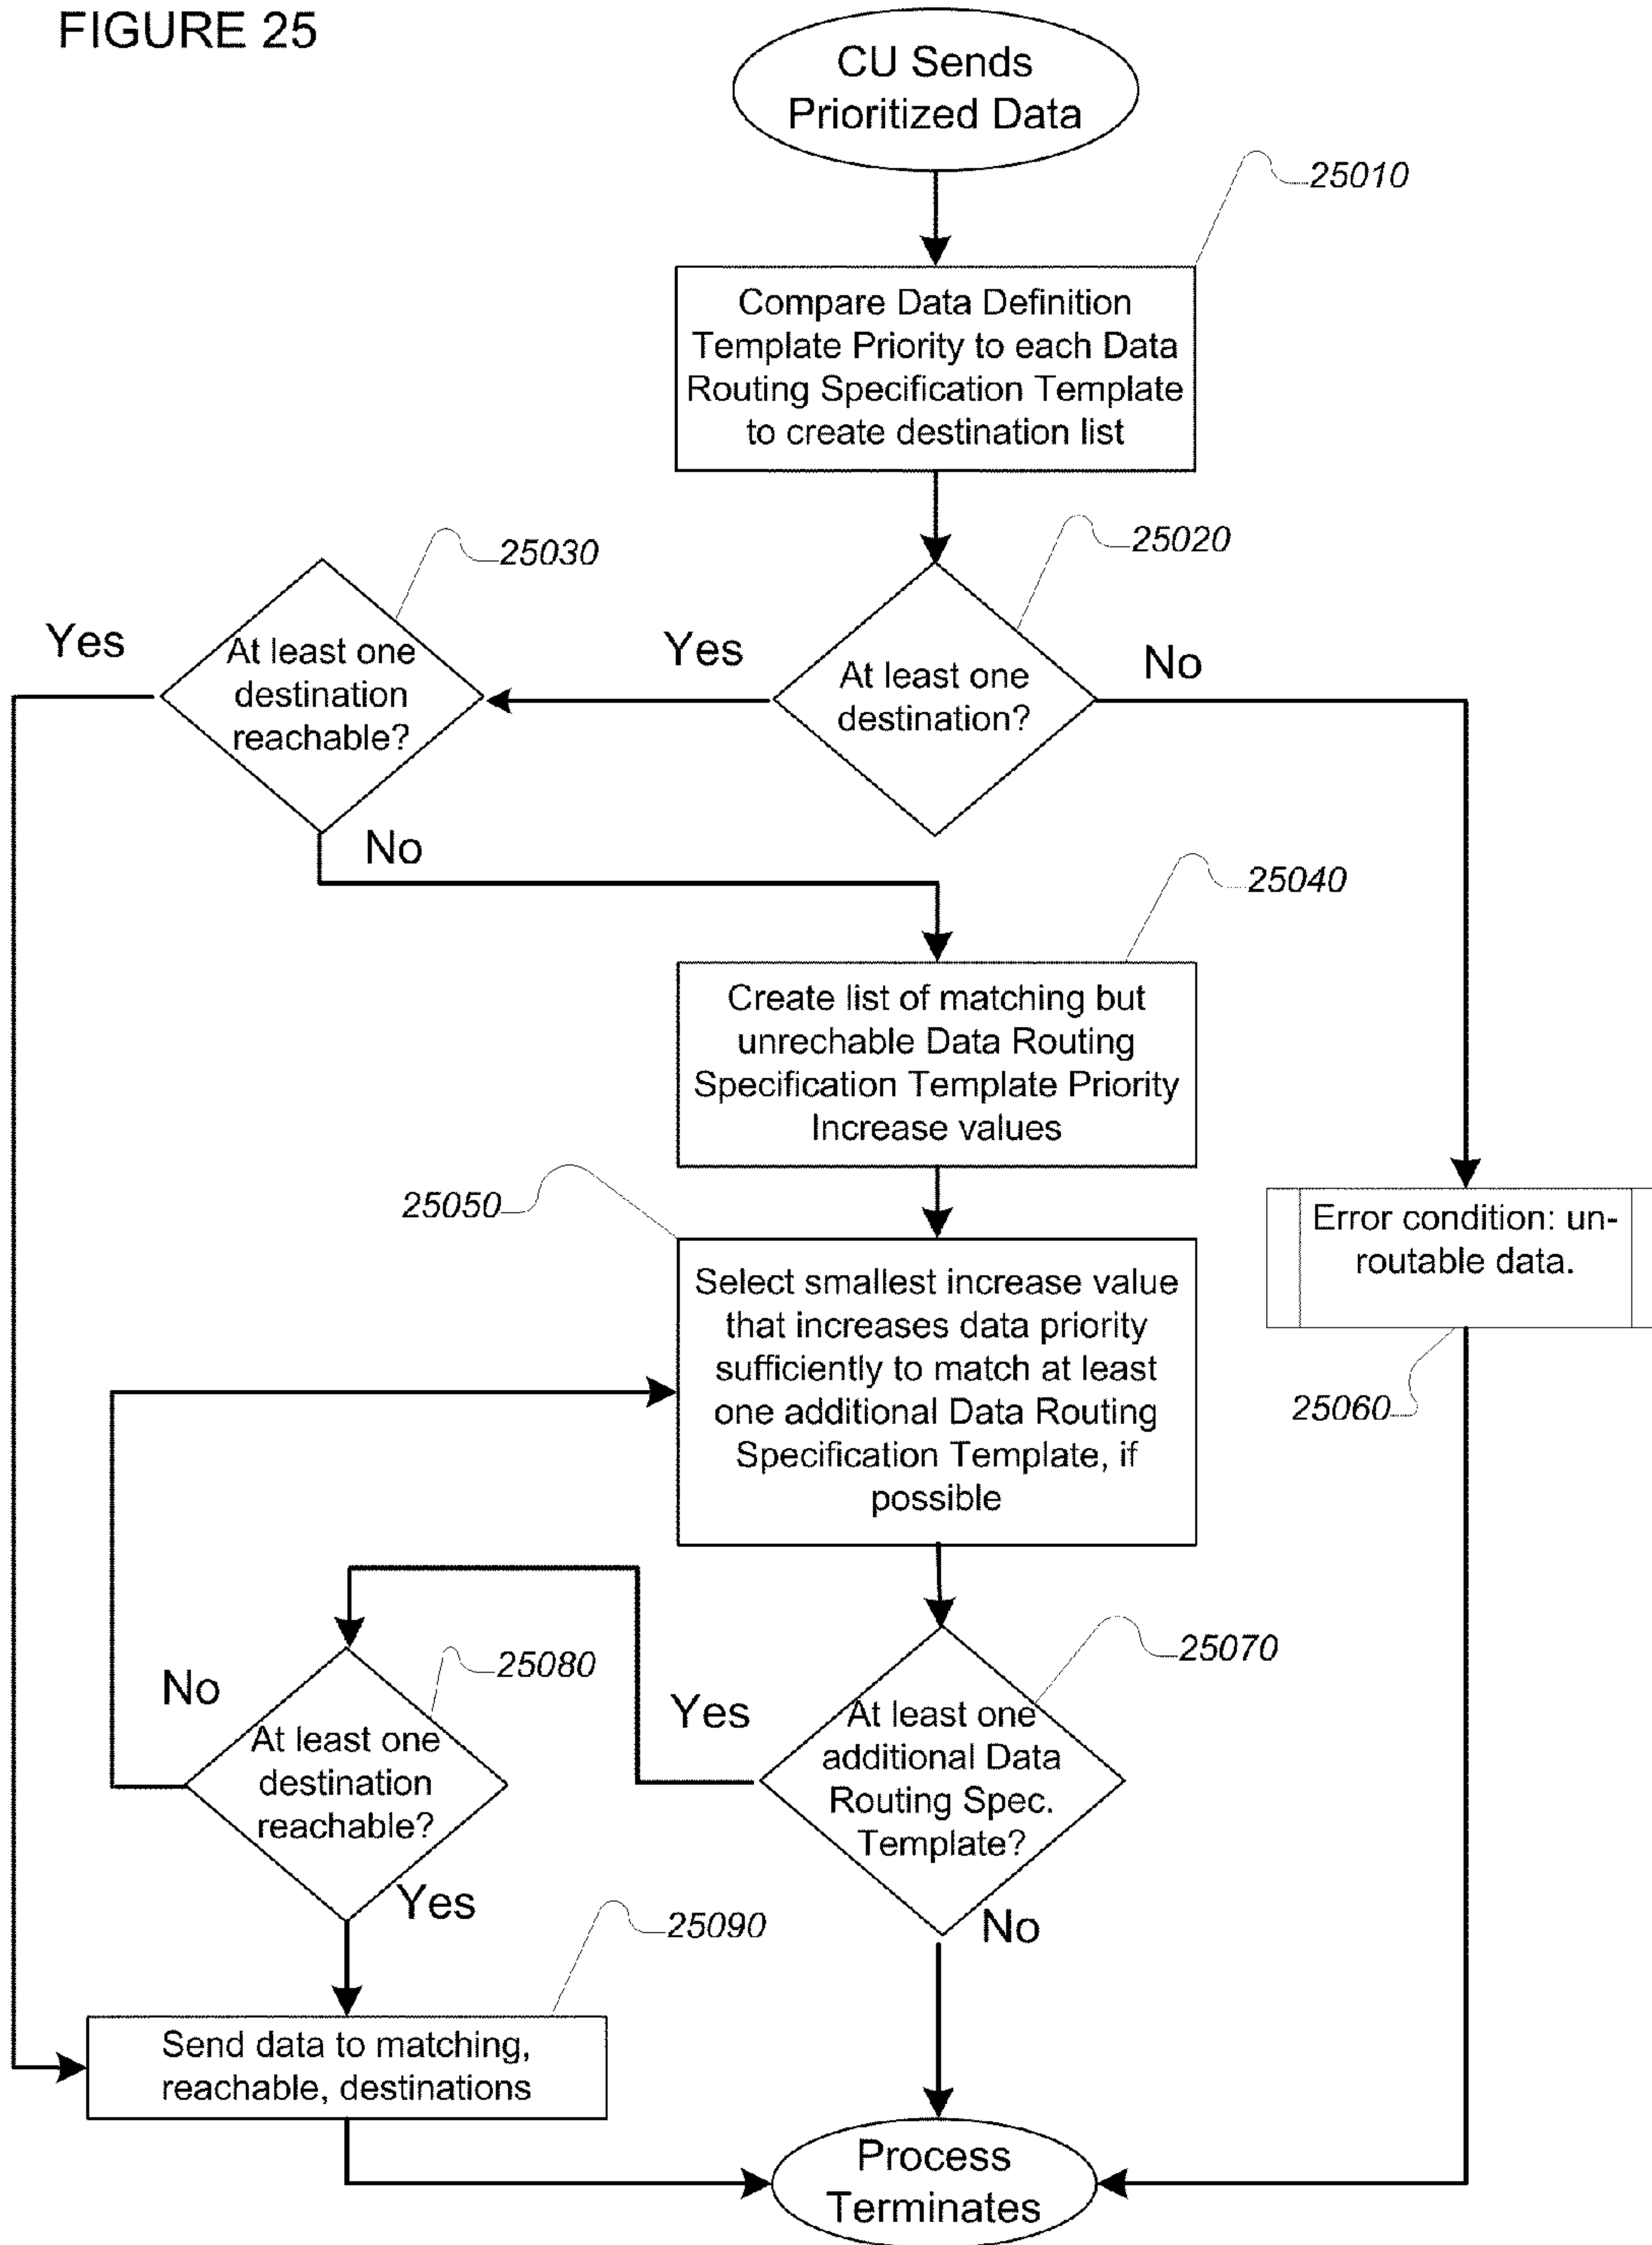 FIGURE 25
CU Sends
Prioritized Data
25010
Compare Data Definition
Template Priority to each Data
Routing Specification Template
to create destination list
25030
25020
Yes
At least one
destination
reachable?
Yes
At least one
destination?
No
No
25040
Create list of matching but
unrechable Data Routing
Specification Template Priority
Increase values
25050
Error condition: un-
routable data.
Select smallest increase value
that increases data priority
sufficiently to match at least
one additional Data Routing
Specification Template, if
possible
25060
25070
25080
No
At least one
destination
reachable?
Yes
At least one
additional Data
Routing Spec.
Template?
Yes
25090
No
Send data to matching,
reachable, destinations
Process
Terminates